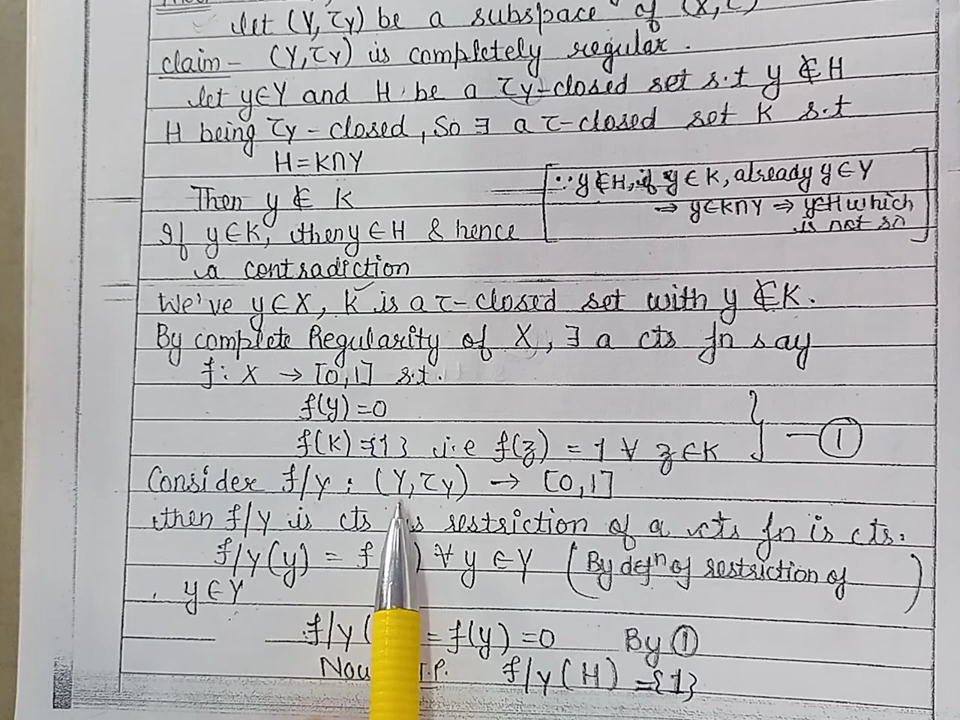 let (Y, τY) be a subspace of (X, τ)
claim - (Y, τY) is completely regular.
let y∈Y and H be a τY-closed set s.t y ∉ H
H being τY-closed, So ∃ a τ-closed set K s.t
H = K∩Y
Then y ∉ K
[∵ y∉H, if y∈K, already y∈Y
⇒ y∈K∩Y ⇒ y∈H which
is not so]
If y∈K, then y∈H & hence
a contradiction
We've y∈X, K is a τ-closed set with y ∉ K.
By complete Regularity of X, ∃ a cts fn say
f: X → [0,1] s.t.
f(y) = 0
f(K) = {1} i.e f(z) = 1 ∀ z∈K } — ①
Consider f/Y : (Y, τY) → [0,1]
then f/Y is cts restriction of a cts fn is cts.
f/Y(y) = f ) ∀ y ∈ Y (By defn of restriction of
y∈Y )
f/Y( = f(y) = 0 By ①
Now T.P. f/Y(H) = {1}